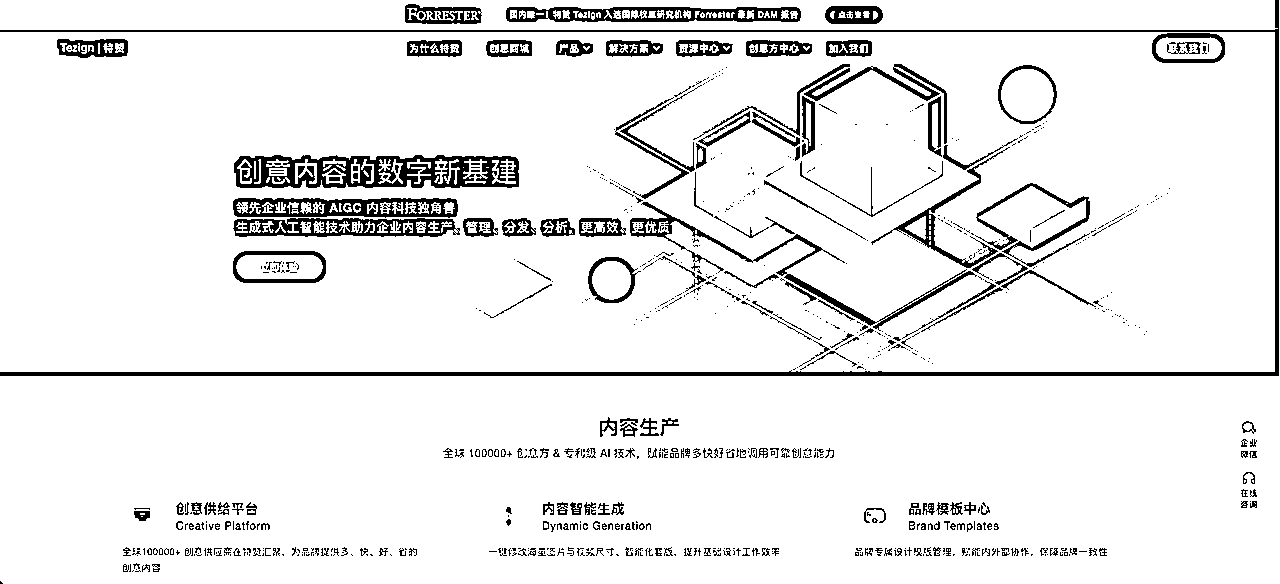 FORRESTER 国内唯一！特赞 Tezign 入选国际权威研究机构 Forrester 最新 DAM 报告 点击查看
Tezign | 特赞 为什么特赞 创意商城 产品 解决方案 资源中心 创意方中心 加入我们 联系我们
创意内容的数字新基建
领先企业信赖的 AIGC 内容科技独角兽
生成式人工智能技术助力企业内容生产、管理、分发、分析，更高效、更优质
立即体验
内容生产
全球 100000+ 创意方 & 专利级 AI 技术，赋能品牌多快好省地调用可靠创意能力
企业
微信
在线
咨询
创意供给平台
Creative Platform
全球100000+ 创意供应商在特赞汇聚，为品牌提供多、快、好、省的
创意内容
内容智能生成
Dynamic Generation
一键修改海量图片与视频尺寸、智能化套版，提升基础设计工作效率
品牌模板中心
Brand Templates
品牌专属设计模版管理，赋能内外部协作，保障品牌一致性